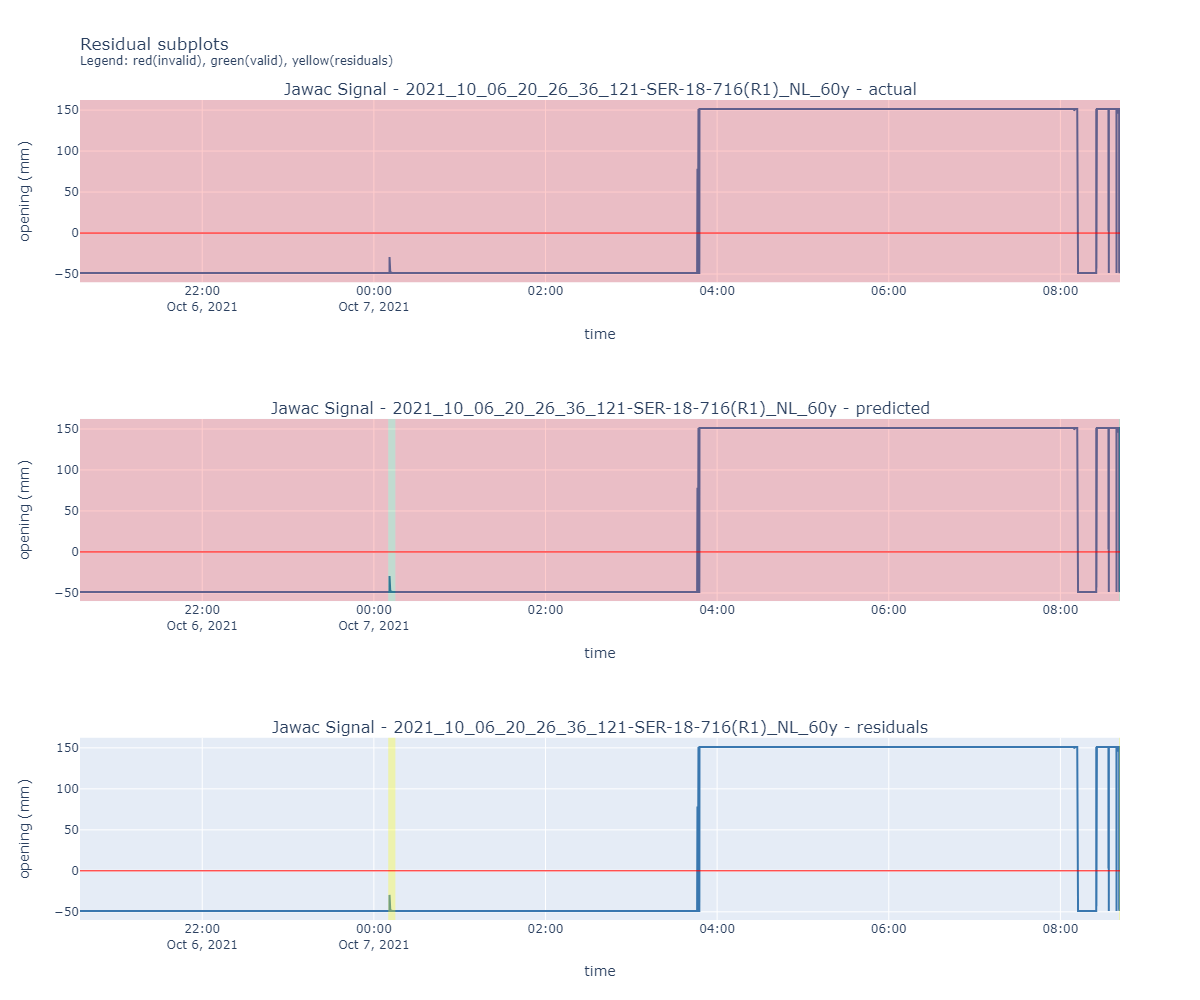 Residual subplots
Legend: red(invalid), green(valid), yellow(residuals)
Jawac Signal - 2021_10_06_20_26_36_121-SER-18-716(R1)_NL_60y - actual
150
100
50
0
−50
opening (mm)
22:00
Oct 6, 2021
00:00
Oct 7, 2021
02:00
04:00
06:00
08:00
time
Jawac Signal - 2021_10_06_20_26_36_121-SER-18-716(R1)_NL_60y - predicted
150
100
50
0
−50
opening (mm)
22:00
Oct 6, 2021
00:00
Oct 7, 2021
02:00
04:00
06:00
08:00
time
Jawac Signal - 2021_10_06_20_26_36_121-SER-18-716(R1)_NL_60y - residuals
150
100
50
0
−50
opening (mm)
22:00
Oct 6, 2021
00:00
Oct 7, 2021
02:00
04:00
06:00
08:00
time